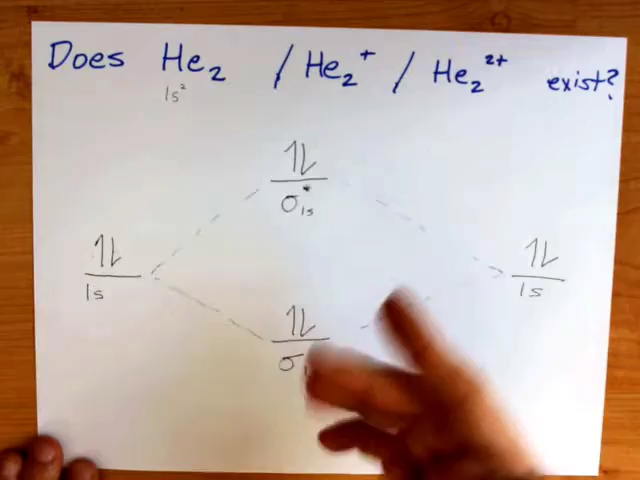 Does He₂ / He₂⁺ / He₂²⁺ exist?
1s²
σ*1s
1s 1s
σ